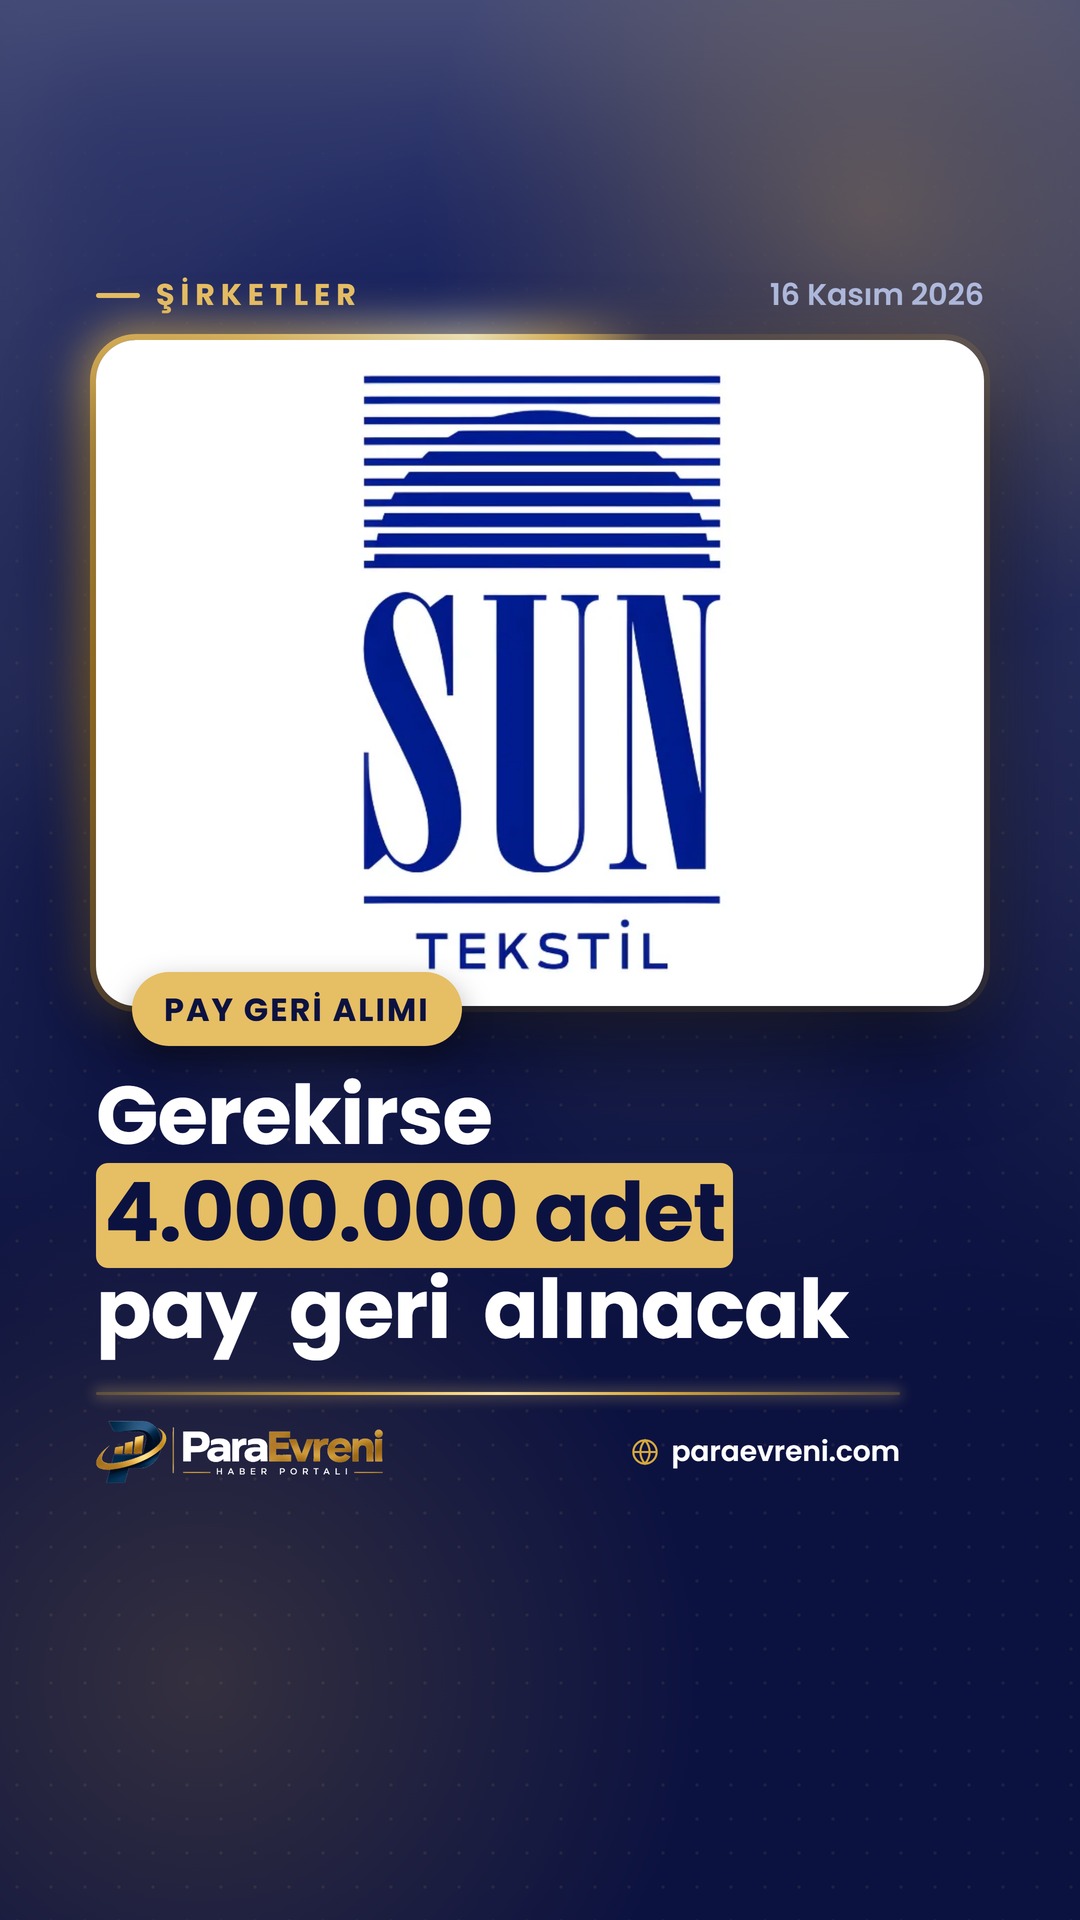 ŞİRKETLER
16 Kasım 2026
SUN
TEKSTİL
PAY GERİ ALIMI
Gerekirse
4.000.000 adet
pay geri alınacak
ParaEvreni
HABER PORTALI
paraevreni.com